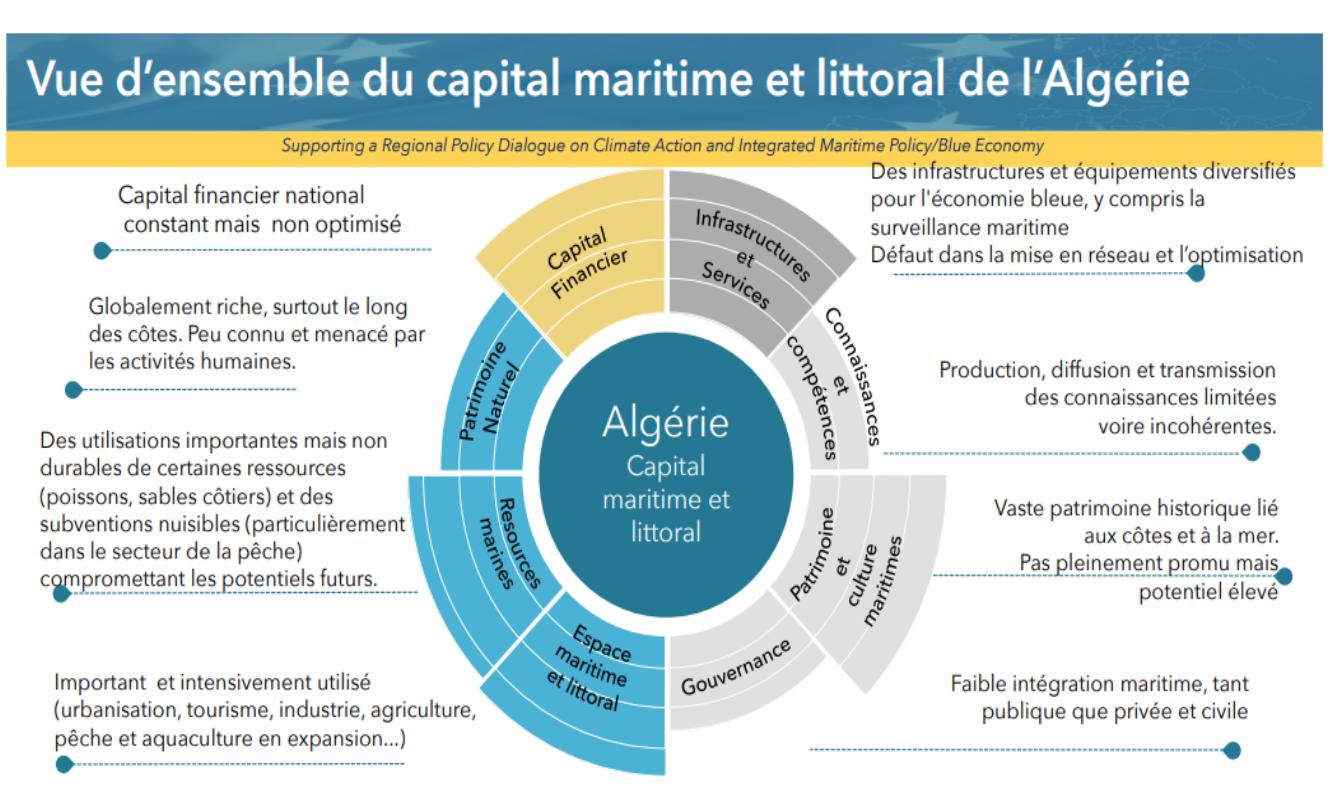 Vue d’ensemble du capital maritime et littoral de l’Algérie
Supporting a Regional Policy Dialogue on Climate Action and Integrated Maritime Policy/Blue Economy
Capital financier national
constant mais non optimisé
Globalement riche, surtout le long
des côtes. Peu connu et menacé par
les activités humaines.
Des utilisations importantes mais non
durables de certaines ressources
(poissons, sables côtiers) et des
subventions nuisibles (particulièrement
dans le secteur de la pêche)
compromettant les potentiels futurs.
Important et intensivement utilisé
(urbanisation, tourisme, industrie, agriculture,
pêche et aquaculture en expansion...)
Capital
Financier
Patrimoine
Naturel
Ressources
marines
Espace
maritime
et littoral
Algérie
Capital
maritime et
littoral
Infrastructures
et
Services
Connaissances
et
compétences
Patrimoine
et
culture
maritimes
Gouvernance
Des infrastructures et équipements diversifiés
pour l'économie bleue, y compris la
surveillance maritime
Défaut dans la mise en réseau et l’optimisation
Production, diffusion et transmission
des connaissances limitées
voire incohérentes.
Vaste patrimoine historique lié
aux côtes et à la mer.
Pas pleinement promu mais
potentiel élevé
Faible intégration maritime, tant
publique que privée et civile